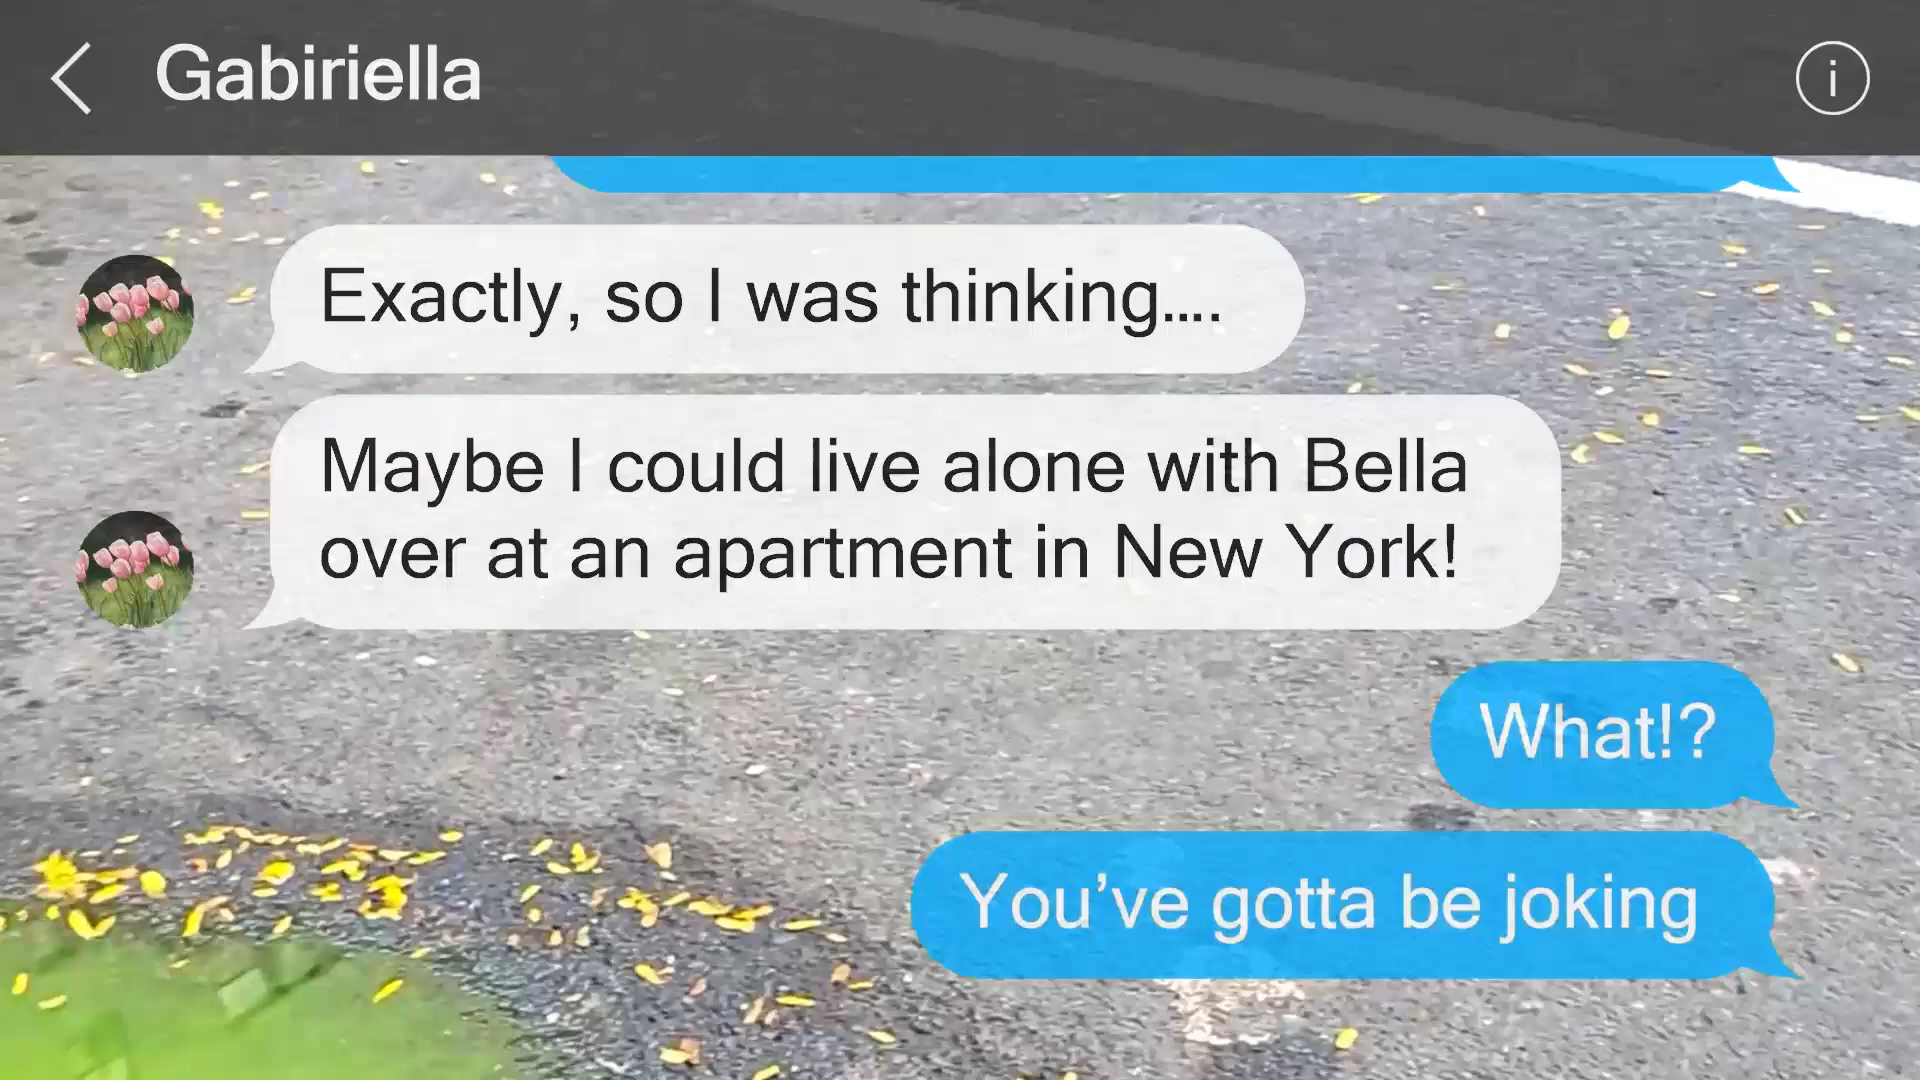 Gabiriella
i
Exactly, so I was thinking....
Maybe I could live alone with Bella
over at an apartment in New York!
What!?
You’ve gotta be joking